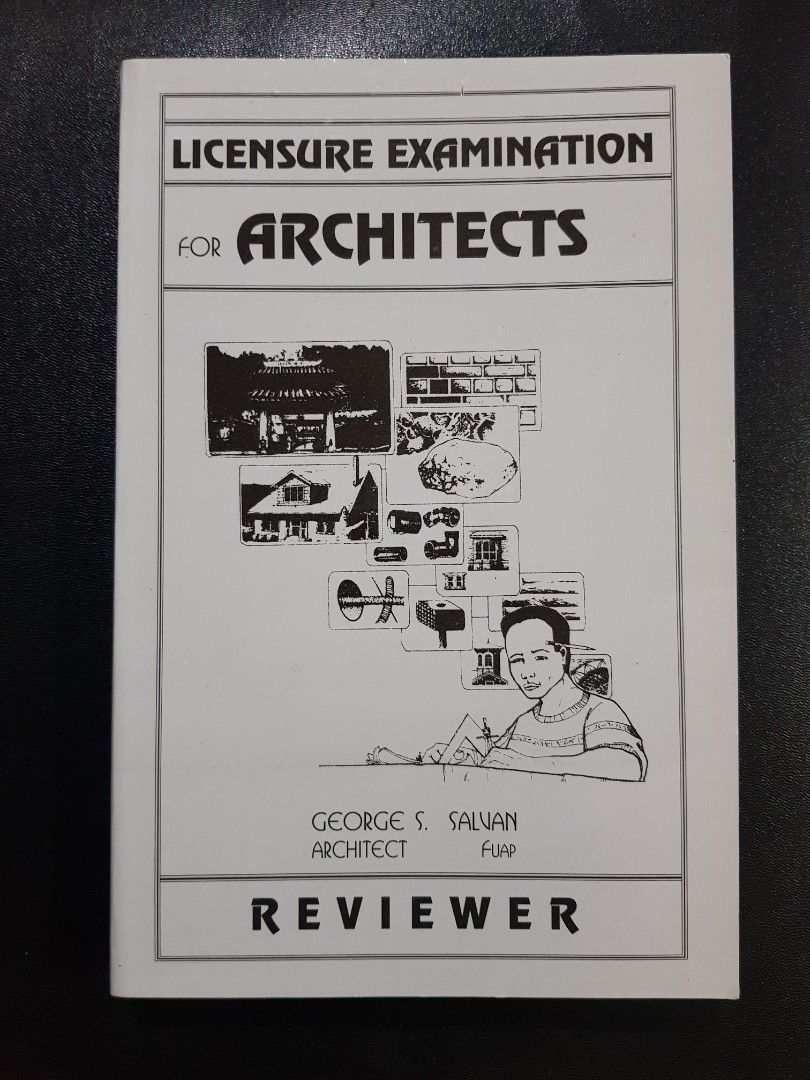 LICENSURE EXAMINATION
FOR ARCHITECTS
GEORGE S. SALVAN
ARCHITECT FUAP
REVIEWER